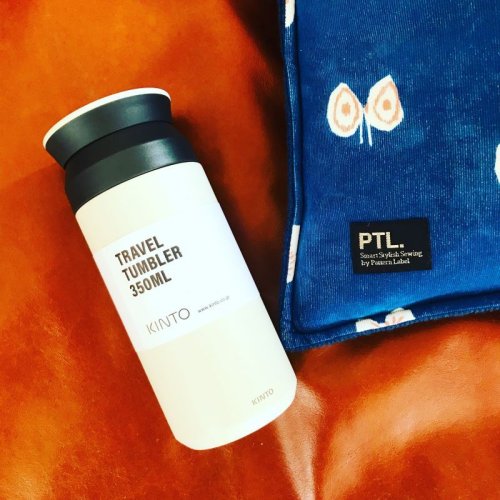 TRAVEL
TUMBLER
350ML
KINTO www.kinto.co.jp
KINTO
PTL.
Smart Stylish Sewing
by Pattern Label